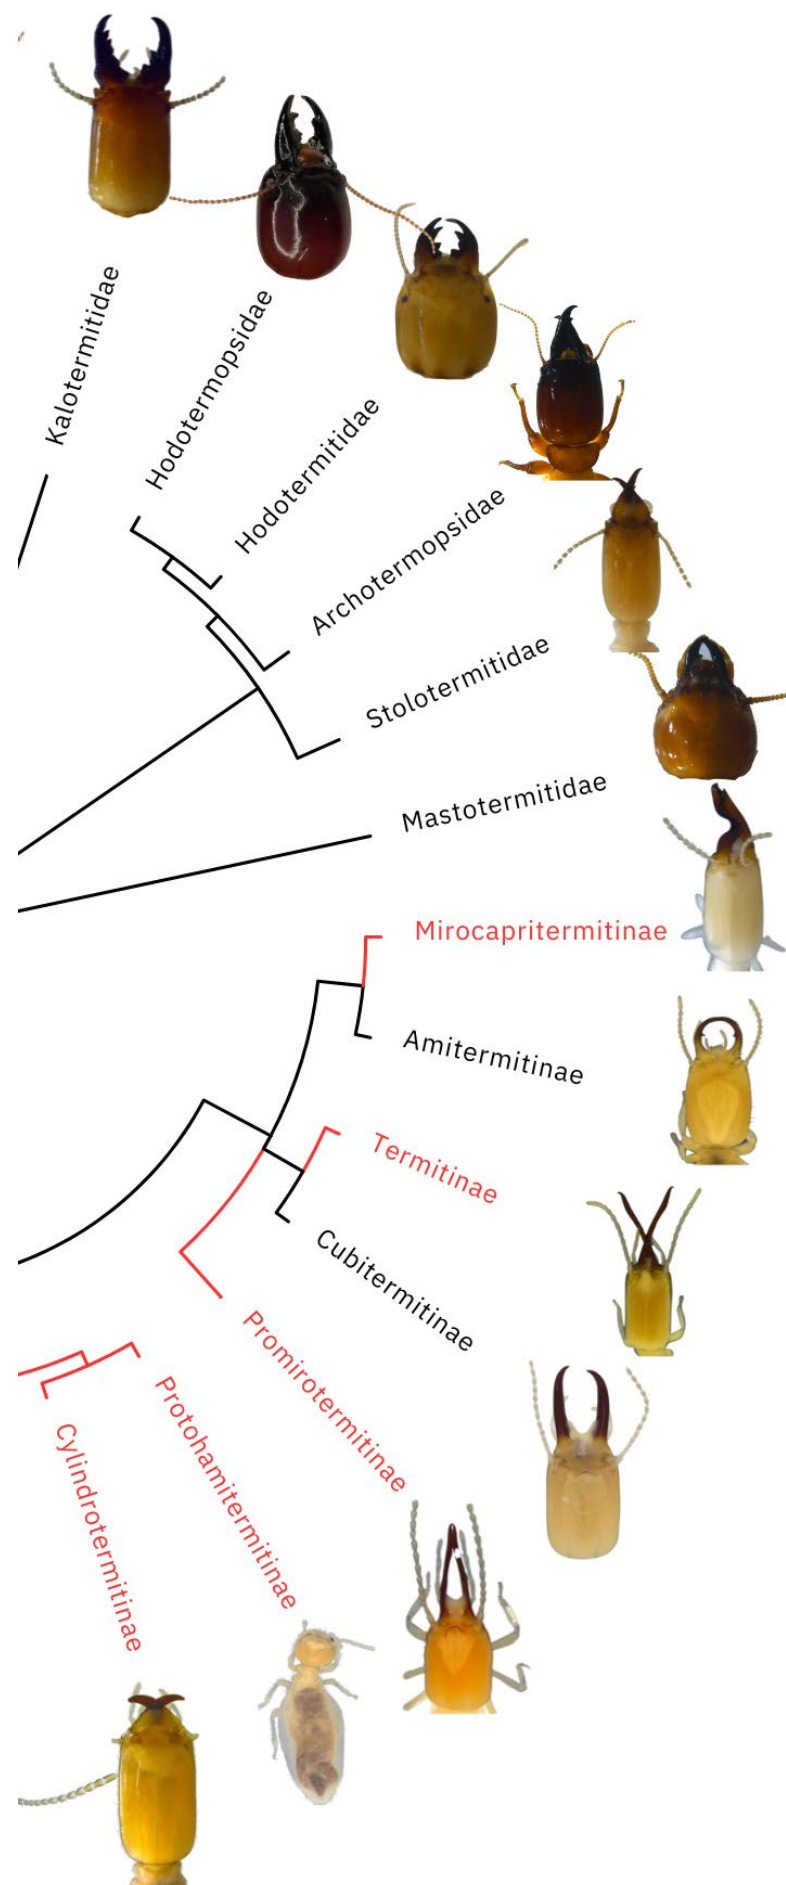 Kalotermitidae
Hodotermopsidae
Hodotermitidae
Archotermopsidae
Stolotermitidae
Mastotermitidae
Mirocapritermitinae
Amitermitinae
Termitinae
Cubitermitinae
Promirotermitinae
Protohamitermitinae
Cylindrotermitinae